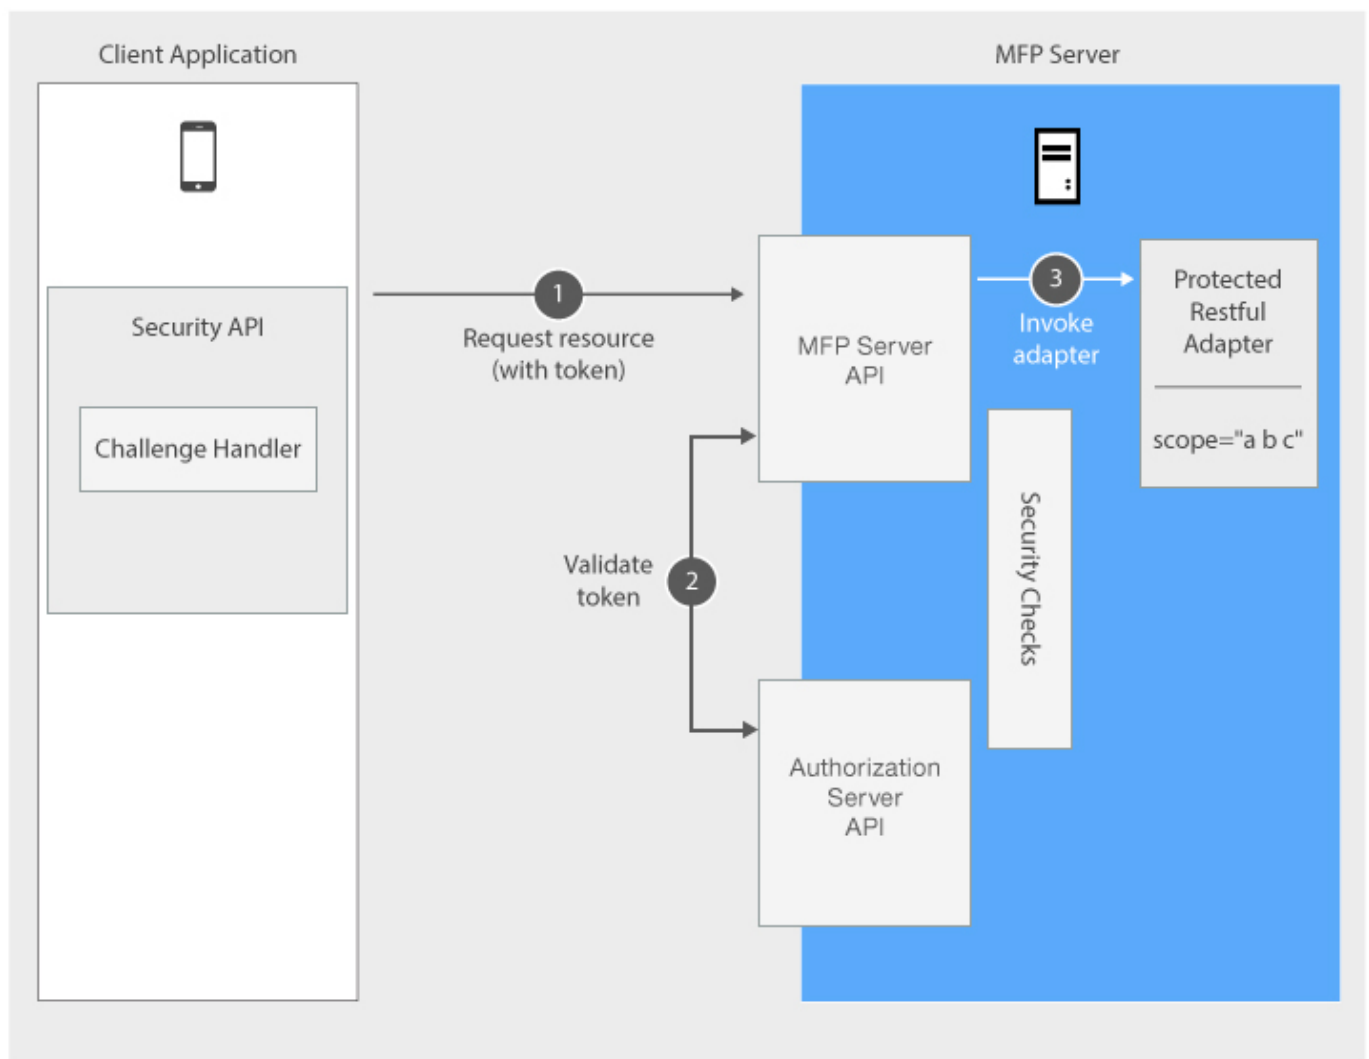 Client Application
MFP Server
Security API
Challenge Handler
1
Request resource
(with token)
MFP Server
API
3
Invoke
adapter
Protected
Restful
Adapter
scope="a b c"
Validate
token
2
Security Checks
Authorization
Server
API